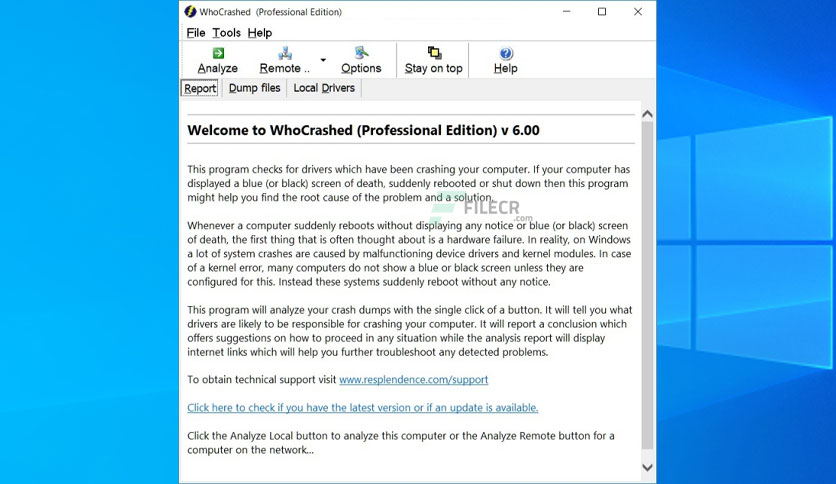 WhoCrashed (Professional Edition)
File Tools Help
Analyze Remote .. Options Stay on top Help
Report Dump files Local Drivers
Welcome to WhoCrashed (Professional Edition) v 6.00
This program checks for drivers which have been crashing your computer. If your computer has
displayed a blue (or black) screen of death, suddenly rebooted or shut down then this program
might help you find the root cause of the problem and a solution.
FILECR
.com
Whenever a computer suddenly reboots without displaying any notice or blue (or black) screen
of death, the first thing that is often thought about is a hardware failure. In reality, on Windows
a lot of system crashes are caused by malfunctioning device drivers and kernel modules. In case
of a kernel error, many computers do not show a blue or black screen unless they are
configured for this. Instead these systems suddenly reboot without any notice.
This program will analyze your crash dumps with the single click of a button. It will tell you what
drivers are likely to be responsible for crashing your computer. It will report a conclusion which
offers suggestions on how to proceed in any situation while the analysis report will display
internet links which will help you further troubleshoot any detected problems.
To obtain technical support visit www.resplendence.com/support
Click here to check if you have the latest version or if an update is available.
Click the Analyze Local button to analyze this computer or the Analyze Remote button for a
computer on the network...